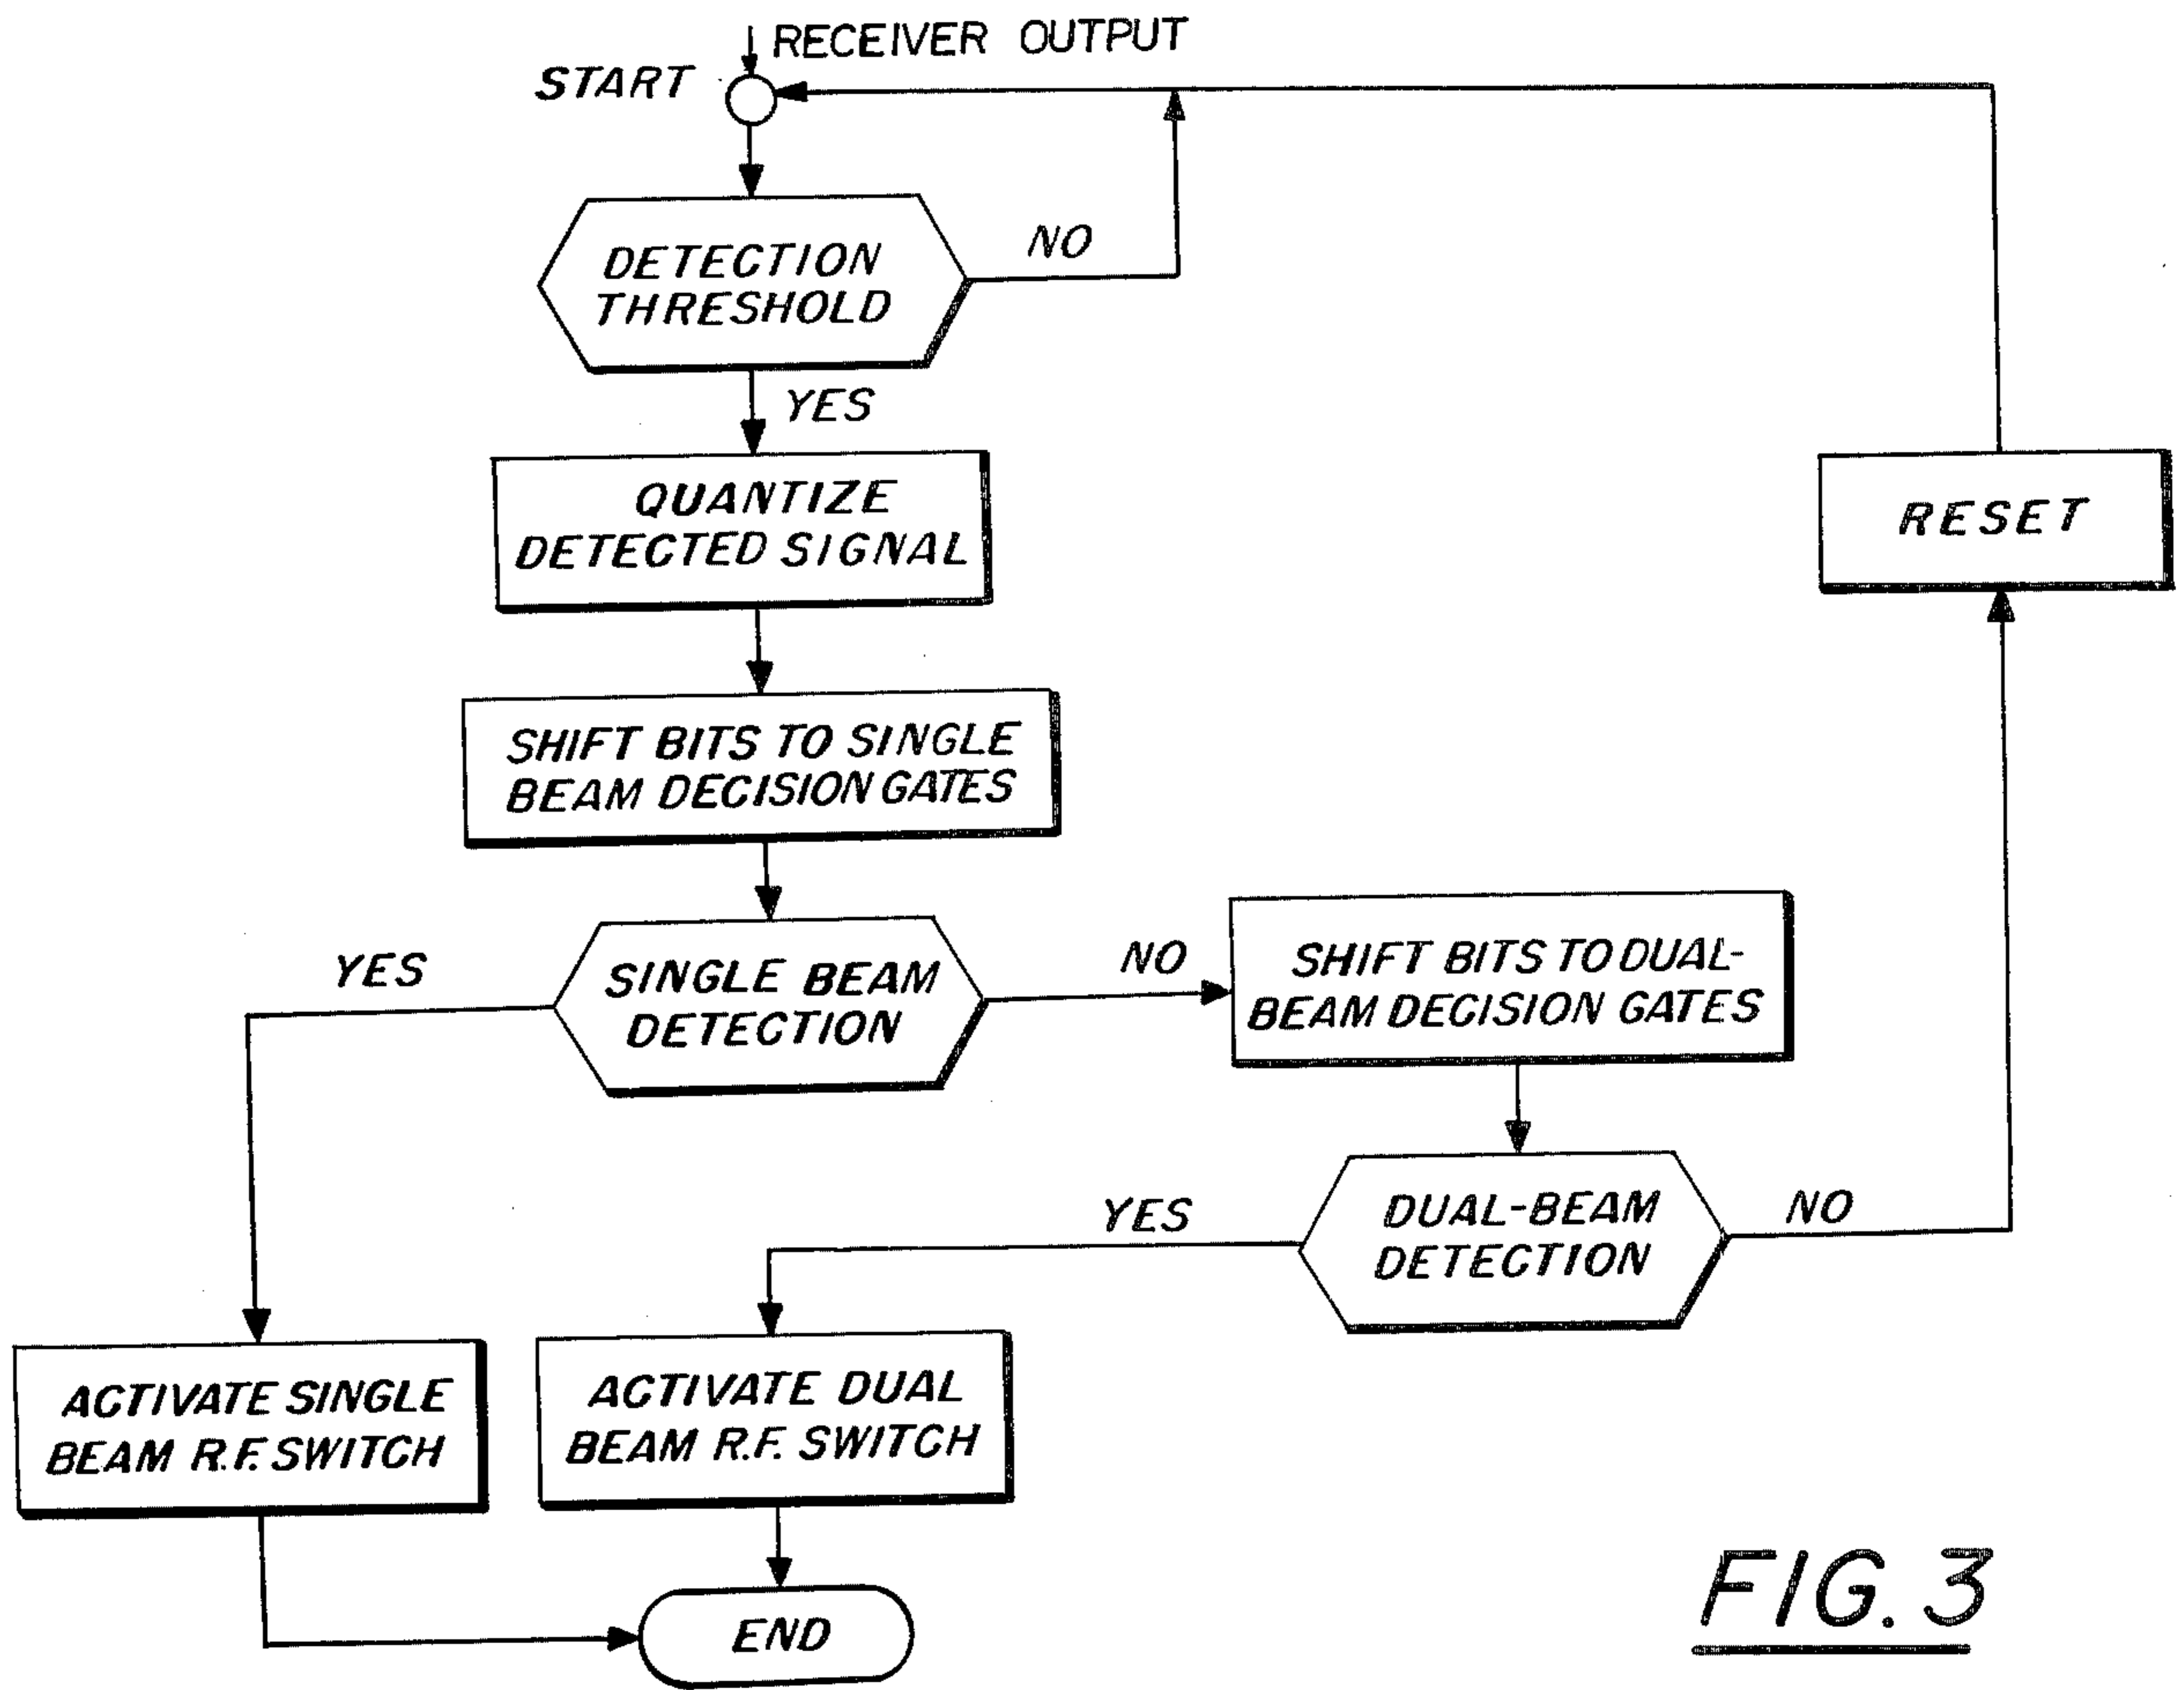 RECEIVER OUTPUT
START
DETECTION
THRESHOLD
NO
YES
QUANTIZE
DETECTED SIGNAL
RESET
SHIFT BITS TO SINGLE
BEAM DECISION GATES
YES
SINGLE BEAM
DETECTION
NO
SHIFT BITS TO DUAL-
BEAM DECISION GATES
YES
DUAL-BEAM
DETECTION
NO
ACTIVATE SINGLE
BEAM R.F. SWITCH
ACTIVATE DUAL
BEAM R.F. SWITCH
END
FIG. 3